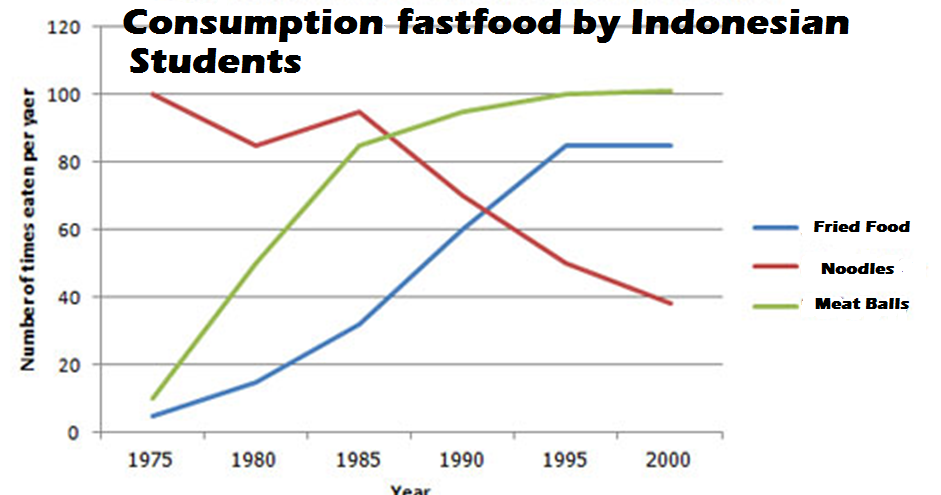 Consumption fastfood by Indonesian
Students
Number of times eaten per yaer
120
100
80
60
40
20
0
1975 1980 1985 1990 1995 2000
Year
Fried Food
Noodles
Meat Balls